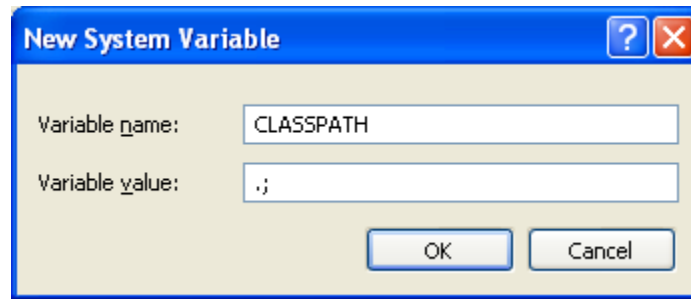 New System Variable
Variable name: CLASSPATH
Variable value: .;
OK Cancel